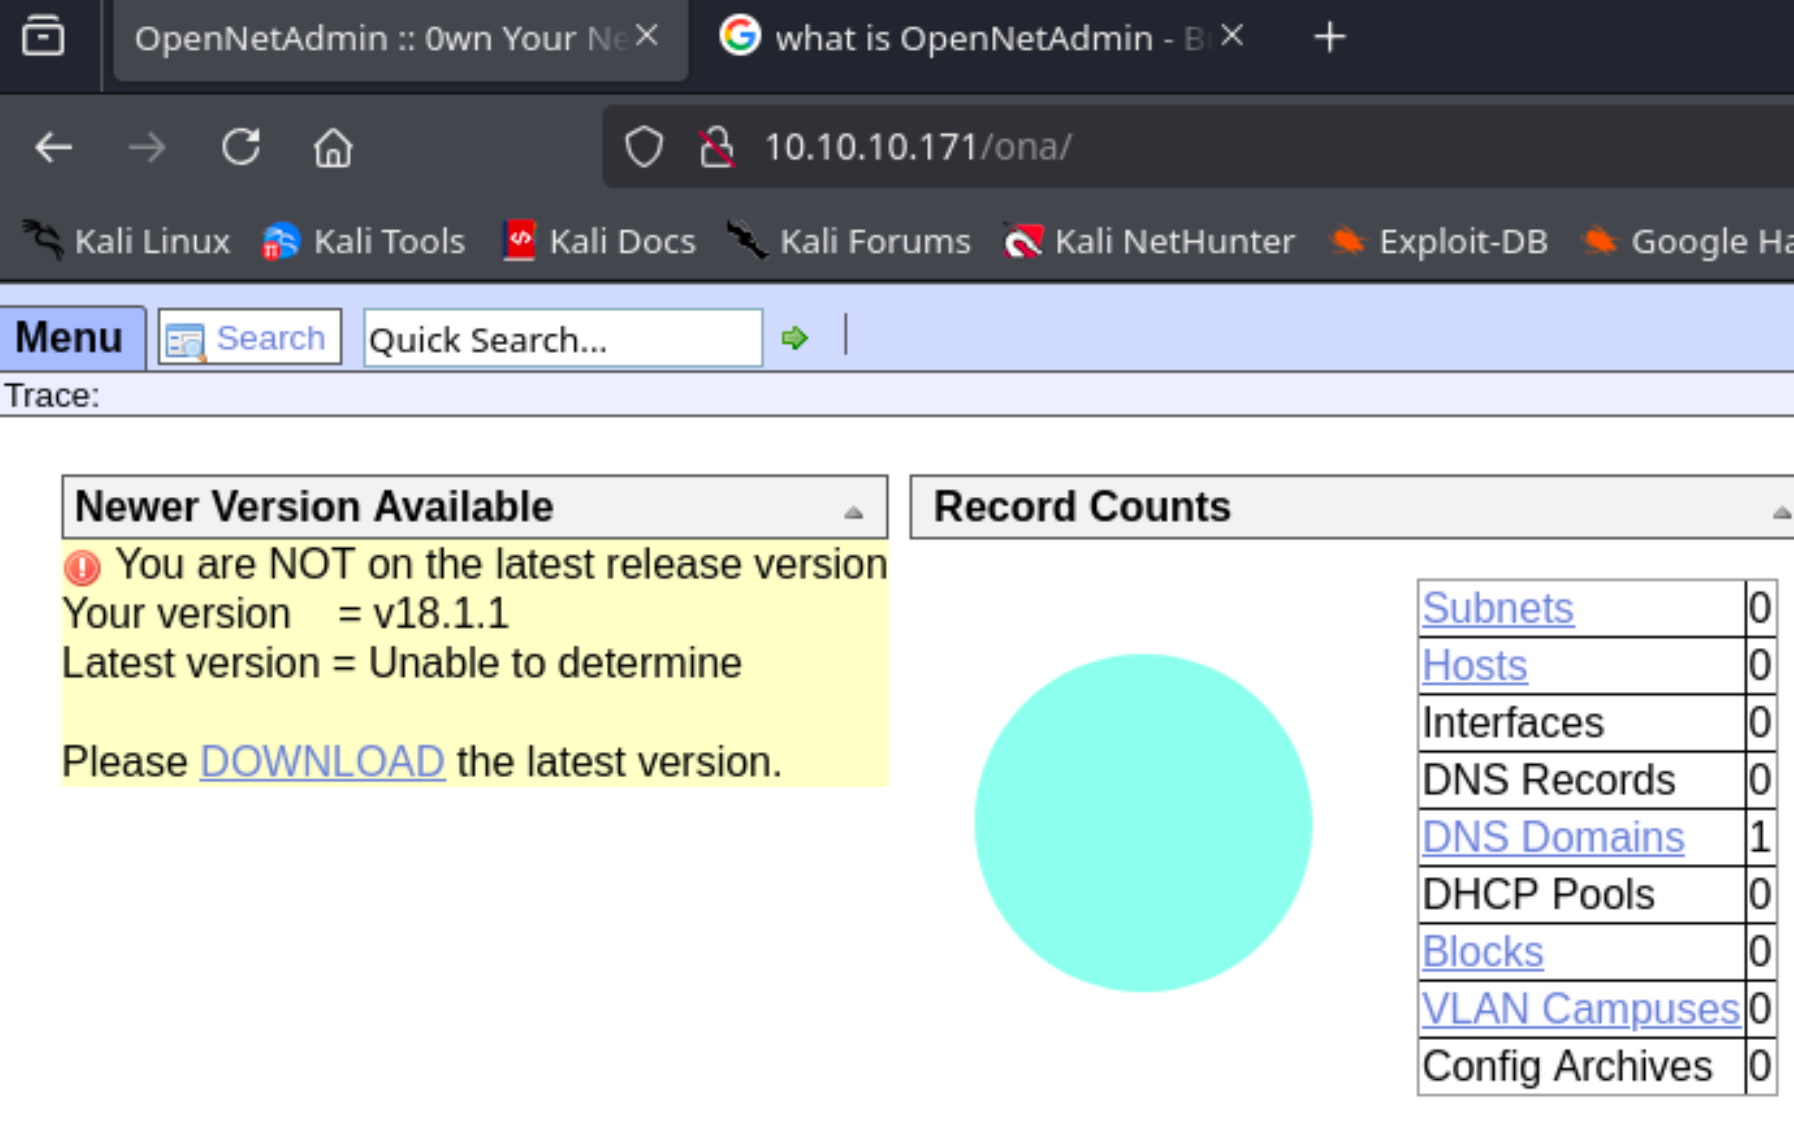 OpenNetAdmin :: 0wn Your Ne
what is OpenNetAdmin - B
10.10.10.171/ona/
Kali Linux Kali Tools Kali Docs Kali Forums Kali NetHunter Exploit-DB Google Ha
Menu Search Quick Search...
Trace:
Newer Version Available
You are NOT on the latest release version
Your version = v18.1.1
Latest version = Unable to determine
Please DOWNLOAD the latest version.
Record Counts
Subnets 0
Hosts 0
Interfaces 0
DNS Records 0
DNS Domains 1
DHCP Pools 0
Blocks 0
VLAN Campuses 0
Config Archives 0